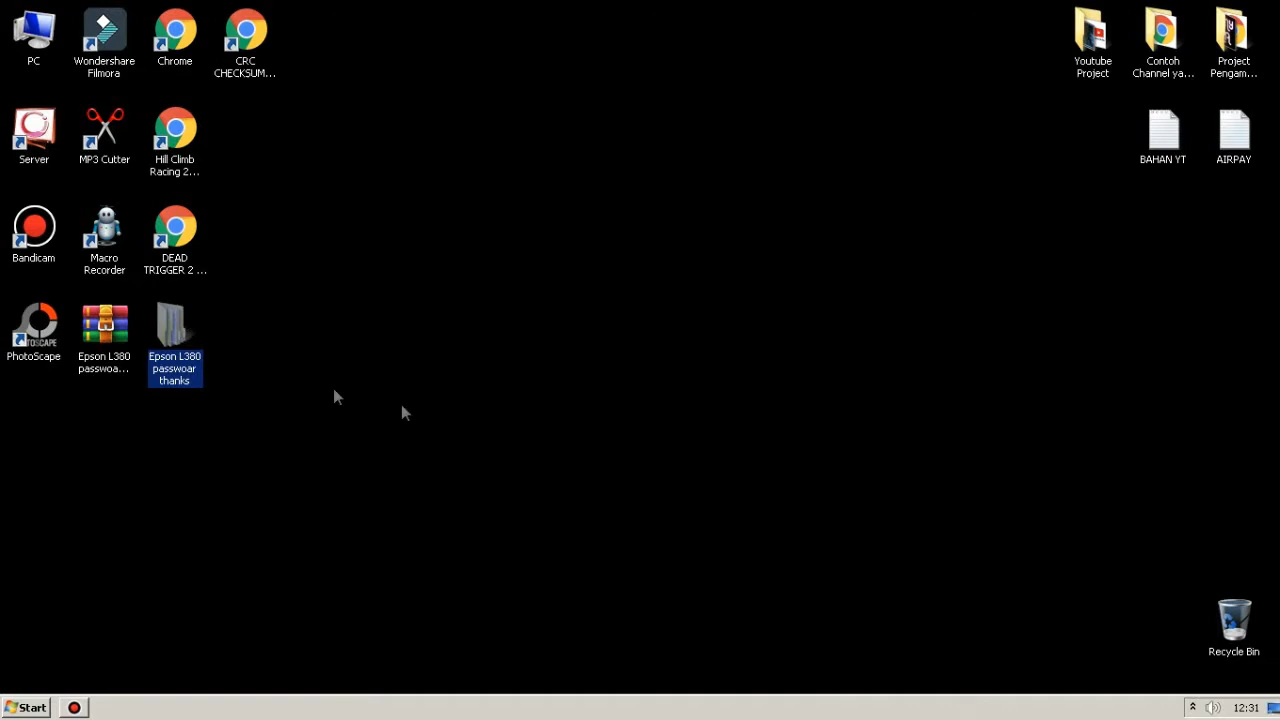 PC
Wondershare
Filmora
Chrome
CRC
CHECKSUM...
Server
MP3 Cutter
Hill Climb
Racing 2...
Bandicam
Macro
Recorder
DEAD
TRIGGER 2 ...
TOSCAPE
PhotoScape
Epson L380
passwoa...
Epson L380
passwoar
thanks
Youtube
Project
Contoh
Channel ya...
Project
Pengam...
BAHAN YT
AIRPAY
Recycle Bin
Start
12:31